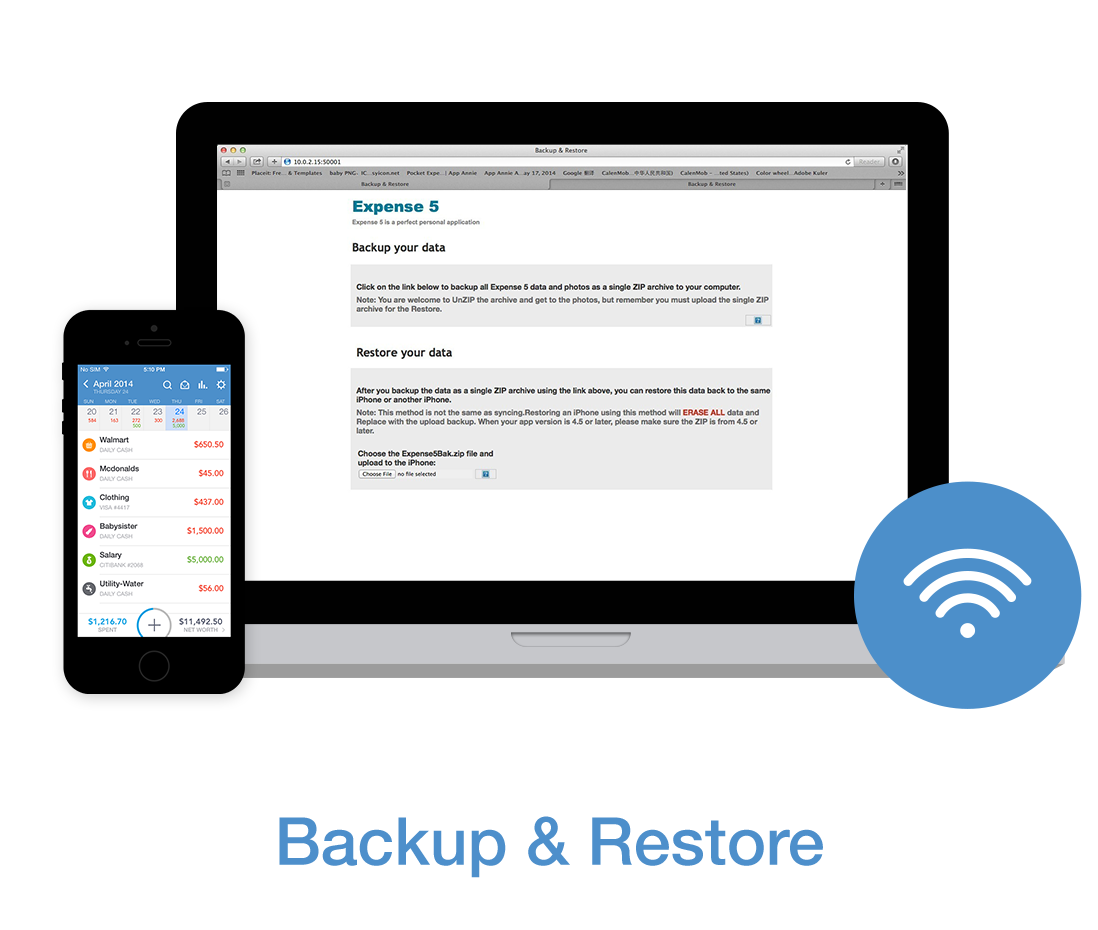 Backup & Restore
10.0.2.15:50001
Reader
Placeit: Fre... & Templates baby PNG- IC...syicon.net Pocket Expe...| App Annie App Annie A...ay 17, 2014 Google 翻译 CalenMob...中华人民共和国) CalenMob - ...ted States) Color wheel...Adobe Kuler
Backup & Restore Backup & Restore
Expense 5
Expense 5 is a perfect personal application
Backup your data
Click on the link below to backup all Expense 5 data and photos as a single ZIP archive to your computer.
Note: You are welcome to UnZIP the archive and get to the photos, but remember you must upload the single ZIP
archive for the Restore.
Restore your data
After you backup the data as a single ZIP archive using the link above, you can restore this data back to the same
iPhone or another iPhone.
Note: This method is not the same as syncing.Restoring an iPhone using this method will ERASE ALL data and
Replace with the upload backup. When your app version is 4.5 or later, please make sure the ZIP is from 4.5 or
later.
Choose the Expense5Bak.zip file and
upload to the iPhone:
Choose File no file selected
No SIM 5:10 PM
April 2014
THURSDAY 24
SUN MON TUE WED THU FRI SAT
20 21 22 23 24 25 26
584 163 272 300 2,688
500 5,000
Walmart
DAILY CASH
$650.50
Mcdonalds
DAILY CASH
$45.00
Clothing
VISA #4417
$437.00
Babysister
DAILY CASH
$1,500.00
Salary
CITIBANK #2068
$5,000.00
Utility-Water
DAILY CASH
$56.00
$1,216.70
SPENT
$11,492.50
NET WORTH >
Backup & Restore